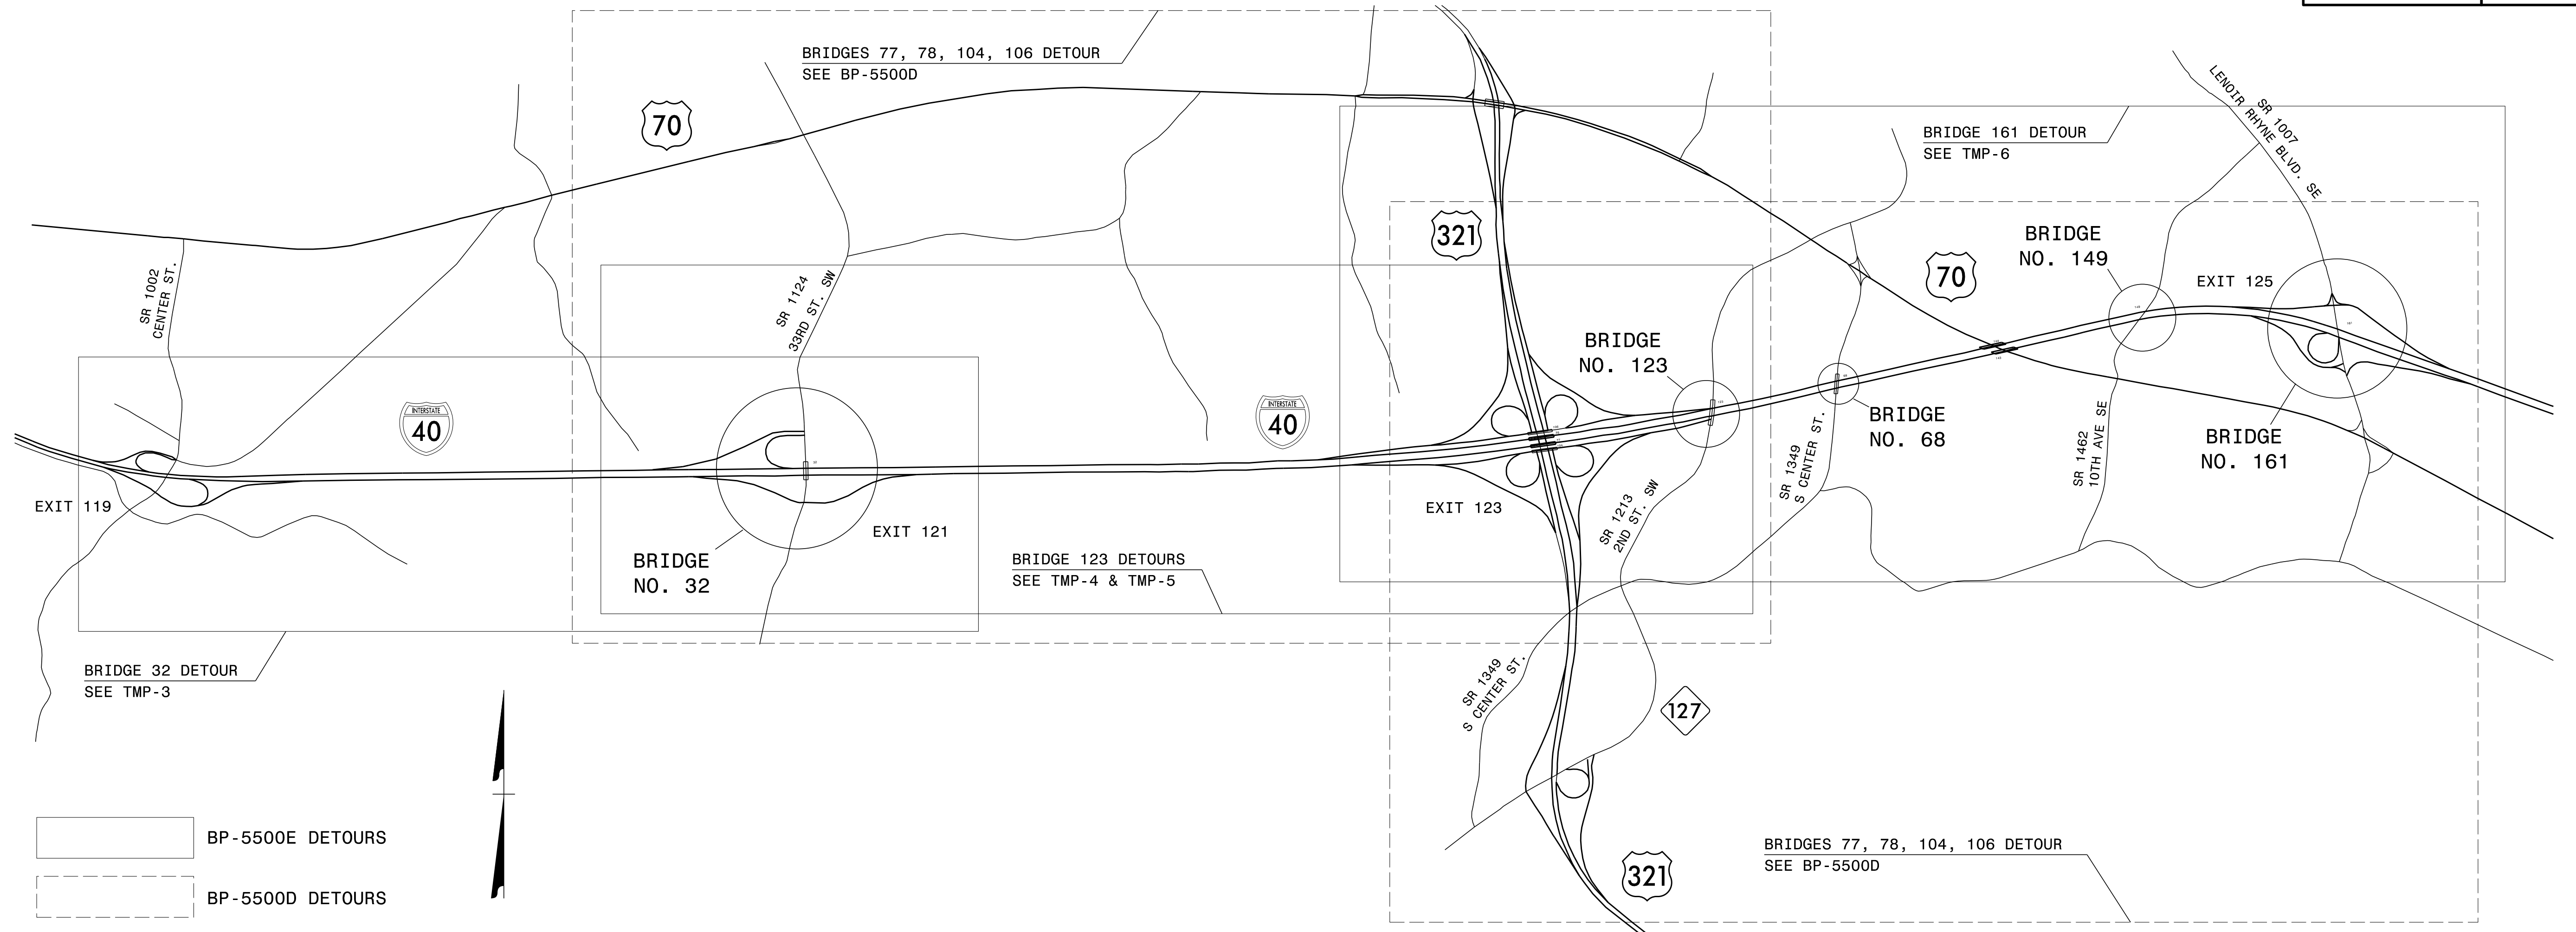 BRIDGES 77, 78, 104, 106 DETOUR
SEE BP-5500D
70
SR 1007
LENOIR RHYNE BLVD. SE
BRIDGE 161 DETOUR
SEE TMP-6
321
BRIDGE
NO. 149
70
EXIT 125
SR 1002
CENTER ST.
SR 1124
33RD ST. SW
BRIDGE
NO. 123
INTERSTATE
40
INTERSTATE
40
BRIDGE
NO. 68
SR 1349
S CENTER ST.
SR 1462
10TH AVE SE
BRIDGE
NO. 161
EXIT 119
EXIT 121
EXIT 123
SR 1213
2ND ST. SW
BRIDGE
NO. 32
BRIDGE 123 DETOURS
SEE TMP-4 & TMP-5
BRIDGE 32 DETOUR
SEE TMP-3
SR 1349
S CENTER ST.
127
BP-5500E DETOURS
BP-5500D DETOURS
321
BRIDGES 77, 78, 104, 106 DETOUR
SEE BP-5500D